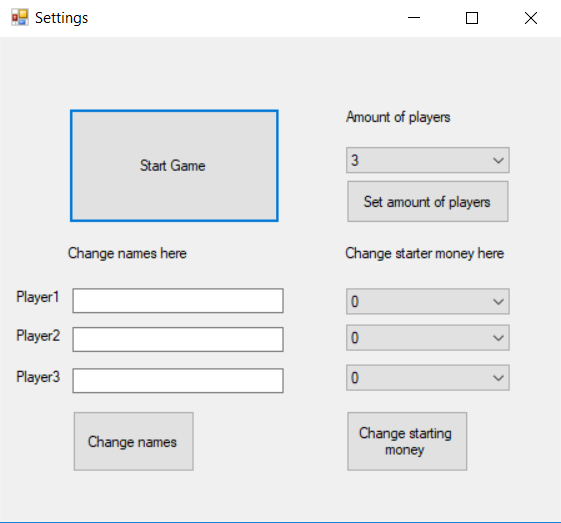 Settings
Start Game
Amount of players
3
Set amount of players
Change names here
Change starter money here
Player1
0
Player2
0
Player3
0
Change names
Change starting
money